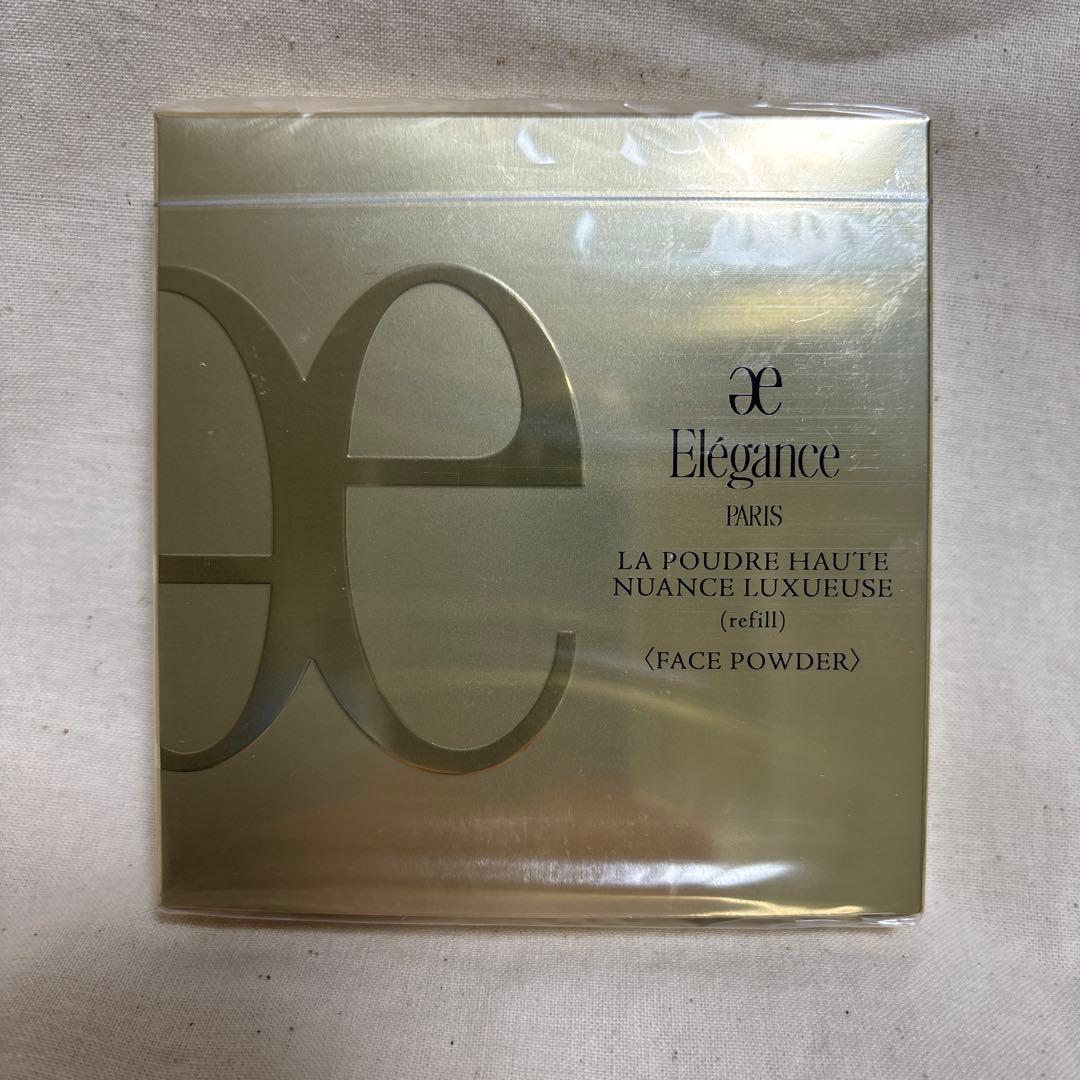 Elégance
PARIS
LA POUDRE HAUTE
NUANCE LUXUEUSE
(refill)
〈FACE POWDER〉